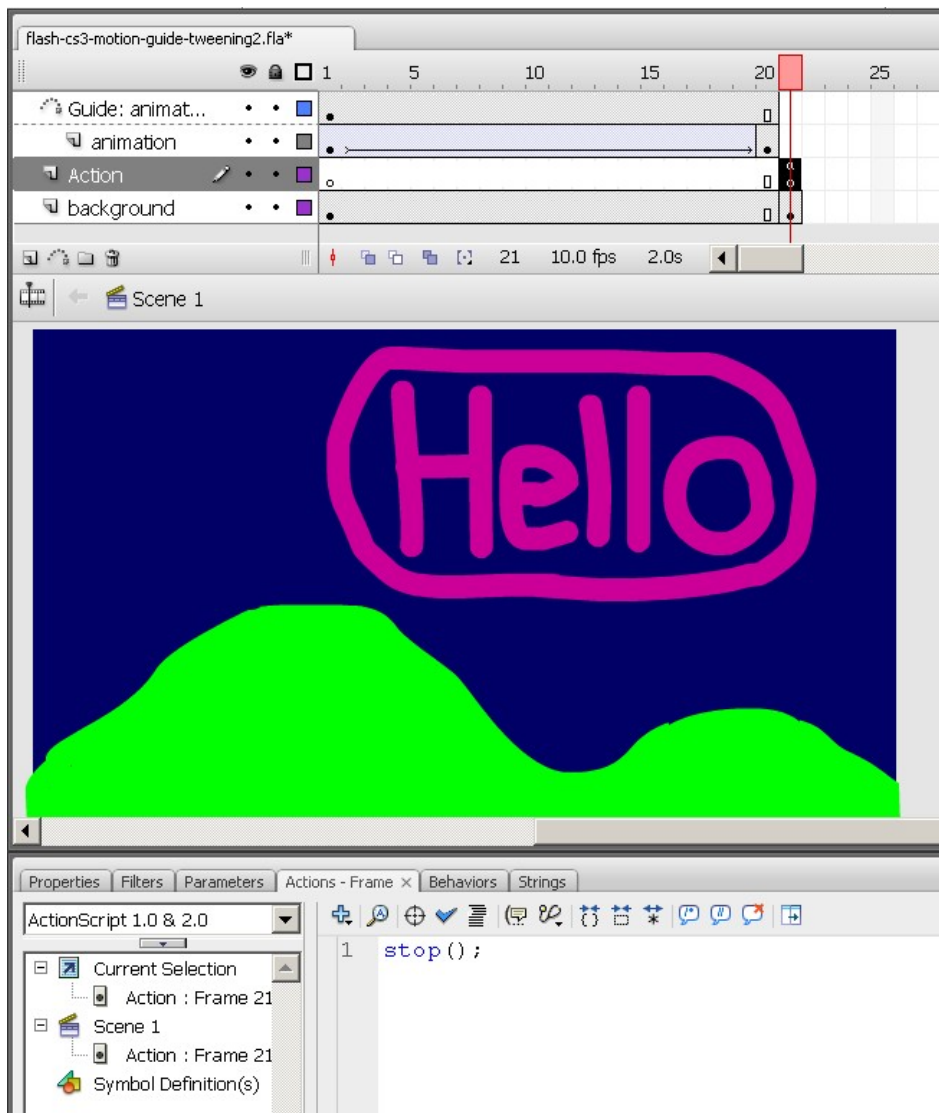 flash-cs3-motion-guide-tweening2.fla*
1 5 10 15 20 25
Guide: animat...
animation
Action
background
21 10.0 fps 2.0s
Scene 1
Hello
Properties Filters Parameters Actions - Frame × Behaviors Strings
ActionScript 1.0 & 2.0
1 stop();
Current Selection
Action : Frame 21
Scene 1
Action : Frame 21
Symbol Definition(s)